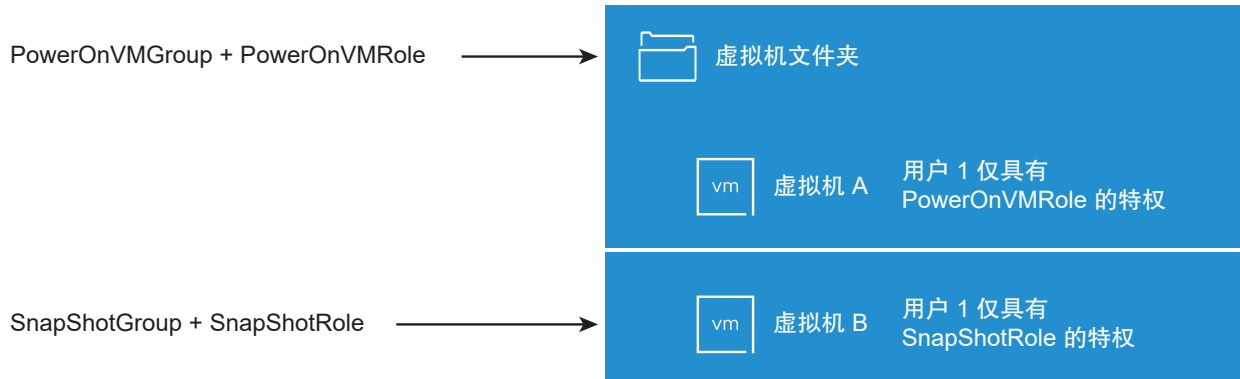 PowerOnVMGroup + PowerOnVMRole
虚拟机文件夹
vm
虚拟机 A
用户 1 仅具有
PowerOnVMRole 的特权
SnapShotGroup + SnapShotRole
vm
虚拟机 B
用户 1 仅具有
SnapShotRole 的特权